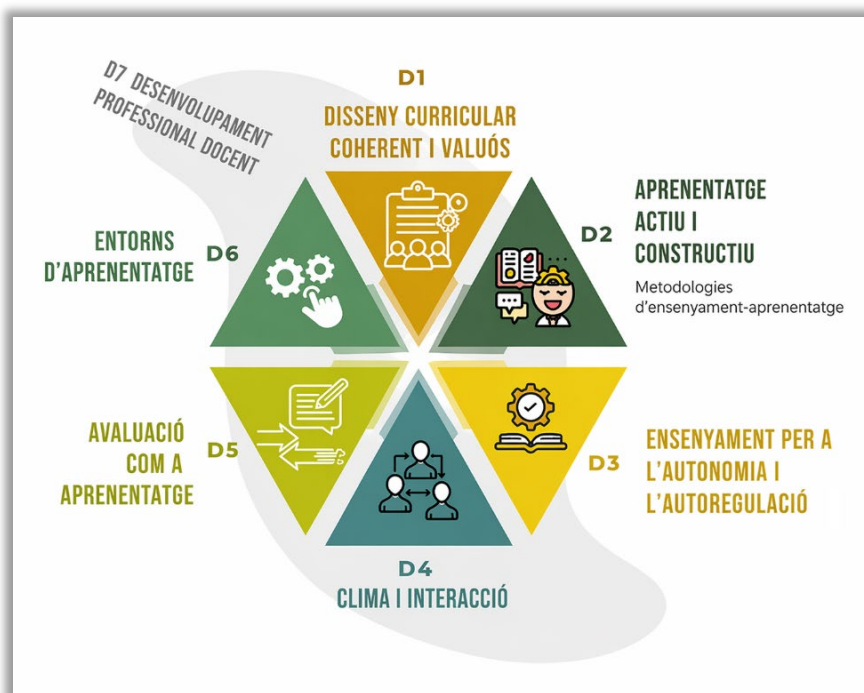 D7 DESENVOLUPAMENT
PROFESSIONAL DOCENT
D1
DISSENY CURRICULAR
COHERENT I VALUÓS
D2
APRENENTATGE
ACTIU I
CONSTRUCTIU
Metodologies
d'ensenyament-aprenentatge
D3
ENSENYAMENT PER A
L'AUTONOMIA I
L'AUTOREGULACIÓ
D4
CLIMA I INTERACCIÓ
D5
AVALUACIÓ
COM A
APRENENTATGE
D6
ENTORNS
D'APRENENTATGE